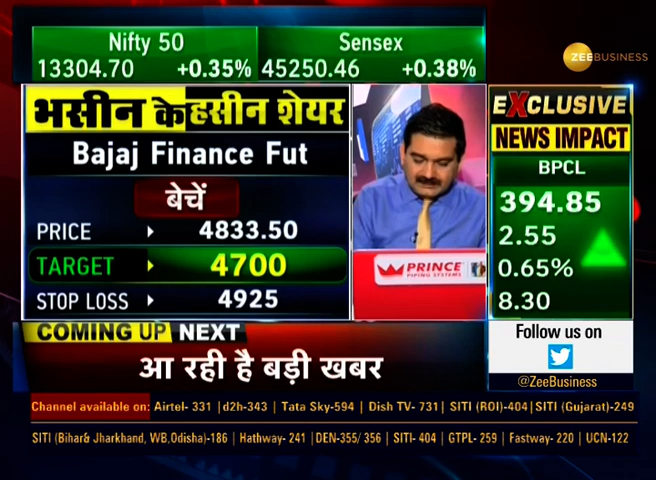 Nifty 50
13304.70 +0.35%
Sensex
45250.46 +0.38%
ZEEBUSINESS
भसीन के हसीन शेयर
Bajaj Finance Fut
बेचें
PRICE 4833.50
TARGET 4700
STOP LOSS 4925
PRINCE
PIPING SYSTEMS
EXCLUSIVE
NEWS IMPACT
BPCL
394.85
2.55
0.65%
8.30
COMING UP NEXT
आ रही है बड़ी खबर
Follow us on
@ZeeBusiness
Channel available on: Airtel- 331 | d2h-343 | Tata Sky-594 | Dish TV- 731 | SITI (ROI)-404 | SITI (Gujarat)-249
SITI (Bihar& Jharkhand, WB,Odisha)-186 | Hathway- 241 | DEN-355/ 356 | SITI- 404 | GTPL- 259 | Fastway- 220 | UCN-122